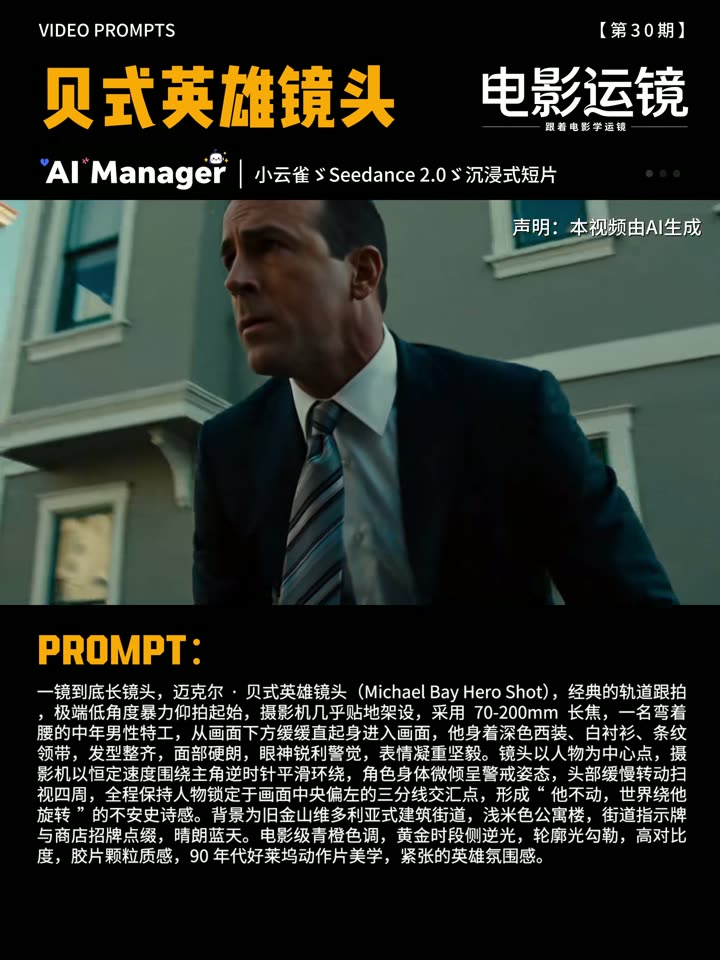 VIDEO PROMPTS
【第30期】
贝式英雄镜头
电影运镜
跟着电影学运镜
AI Manager | 小云雀〻Seedance 2.0〻沉浸式短片
声明：本视频由AI生成
PROMPT：
一镜到底长镜头，迈克尔 · 贝式英雄镜头（Michael Bay Hero Shot），经典的轨道跟拍
，极端低角度暴力仰拍起始，摄影机几乎贴地架设，采用 70-200mm 长焦，一名弯着
腰的中年男性特工，从画面下方缓缓直起身进入画面，他身着深色西装、白衬衫、条纹
领带，发型整齐，面部硬朗，眼神锐利警觉，表情凝重坚毅。镜头以人物为中心点，摄
影机以恒定速度围绕主角逆时针平滑环绕，角色身体微倾呈警戒姿态，头部缓慢转动扫
视四周，全程保持人物锁定于画面中央偏左的三分线交汇点，形成“ 他不动，世界绕他
旋转 ”的不安史诗感。背景为旧金山维多利亚式建筑街道，浅米色公寓楼，街道指示牌
与商店招牌点缀，晴朗蓝天。电影级青橙色调，黄金时段侧逆光，轮廓光勾勒，高对比
度，胶片颗粒质感，90 年代好莱坞动作片美学，紧张的英雄氛围感。